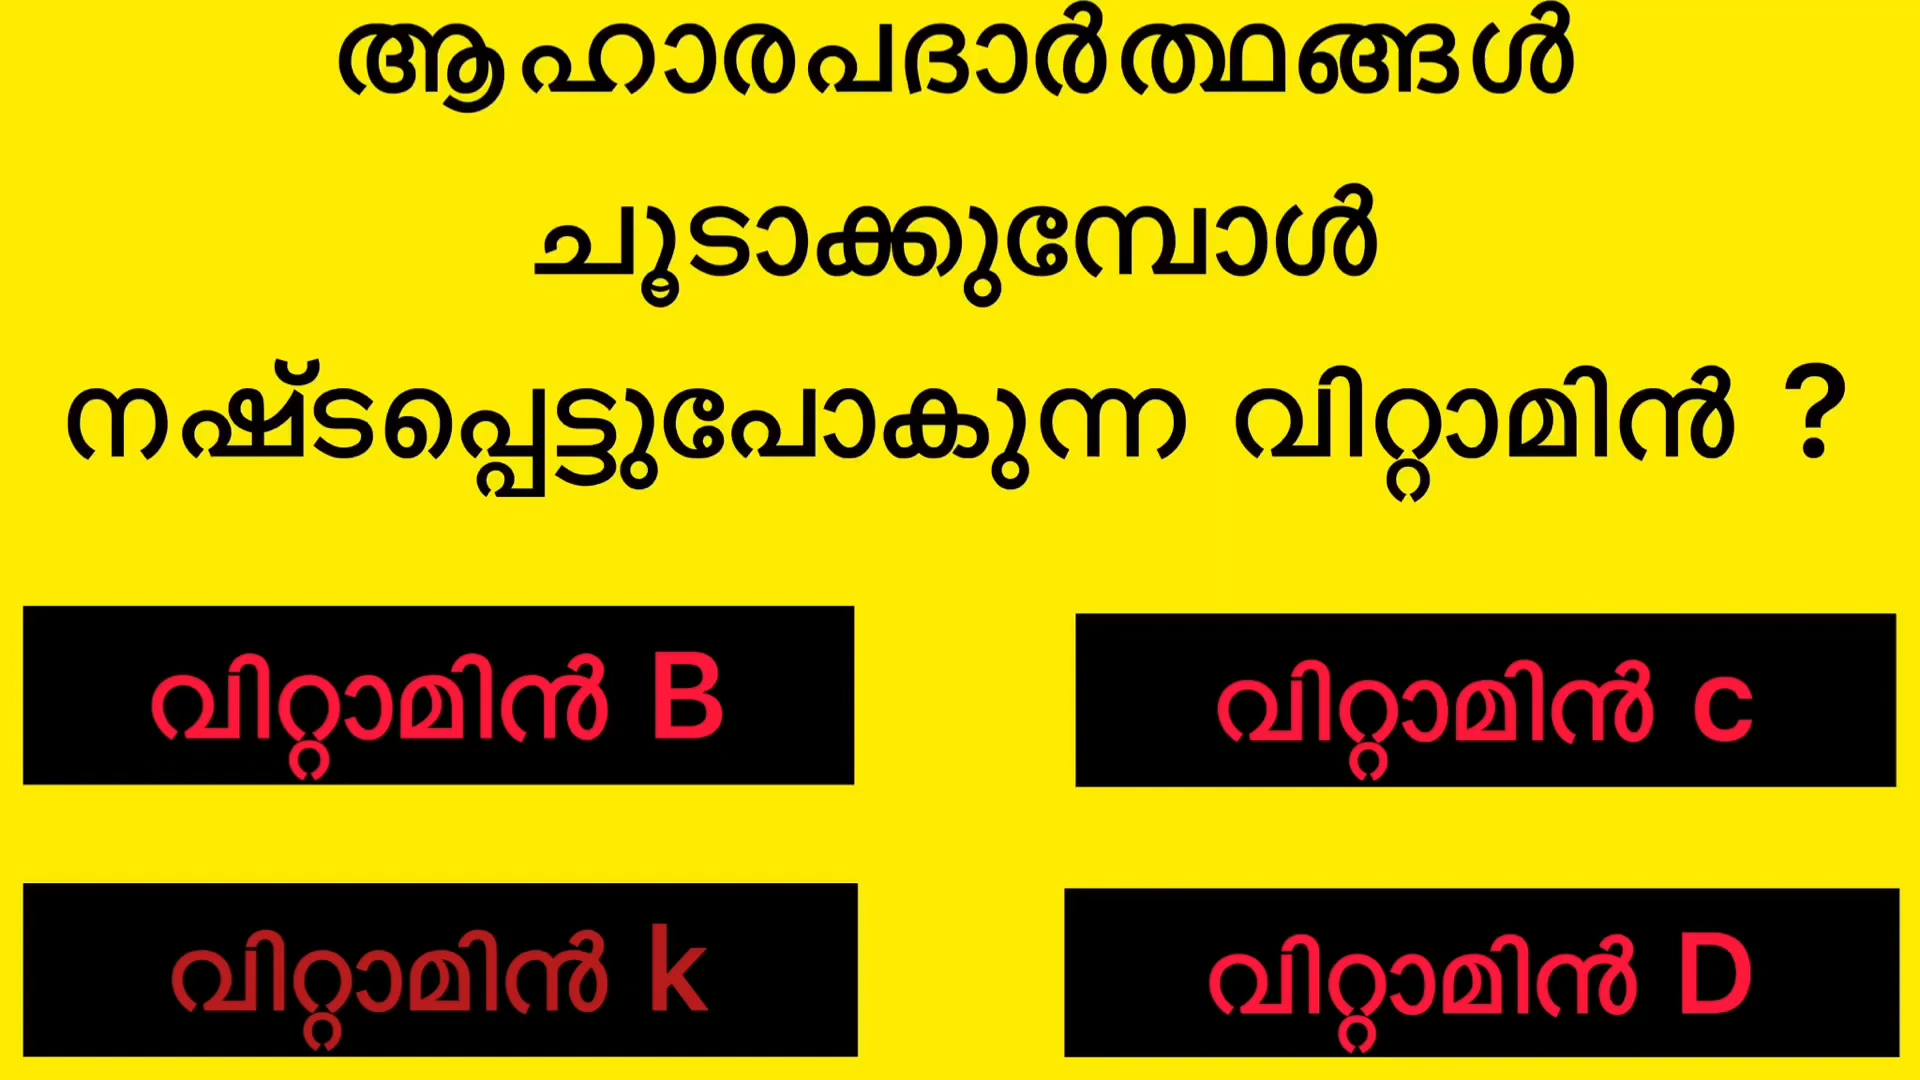 ആഹാരപദാർത്ഥങ്ങൾ
ചൂടാക്കുമ്പോൾ
നഷ്ടപ്പെട്ടുപോകുന്ന വിറ്റാമിൻ ?
വിറ്റാമിൻ B
വിറ്റാമിൻ c
വിറ്റാമിൻ k
വിറ്റാമിൻ D